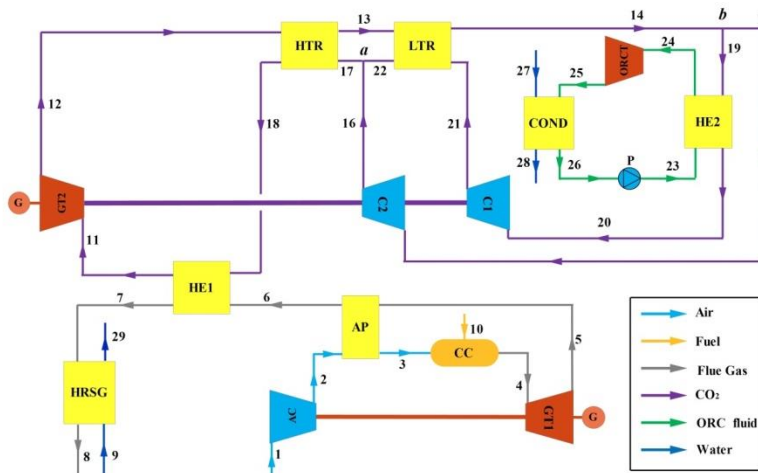 13
14
b
HTR
LTR
a
17
22
24
19
ORCT
27
25
12
18
16
21
COND
HE2
28
26
P
23
G
GT2
C2
C1
20
11
HE1
7
6
29
AP
10
5
HRSG
2
3
CC
4
AC
GT1
G
8
9
1
Air
Fuel
Flue Gas
CO2
ORC fluid
Water